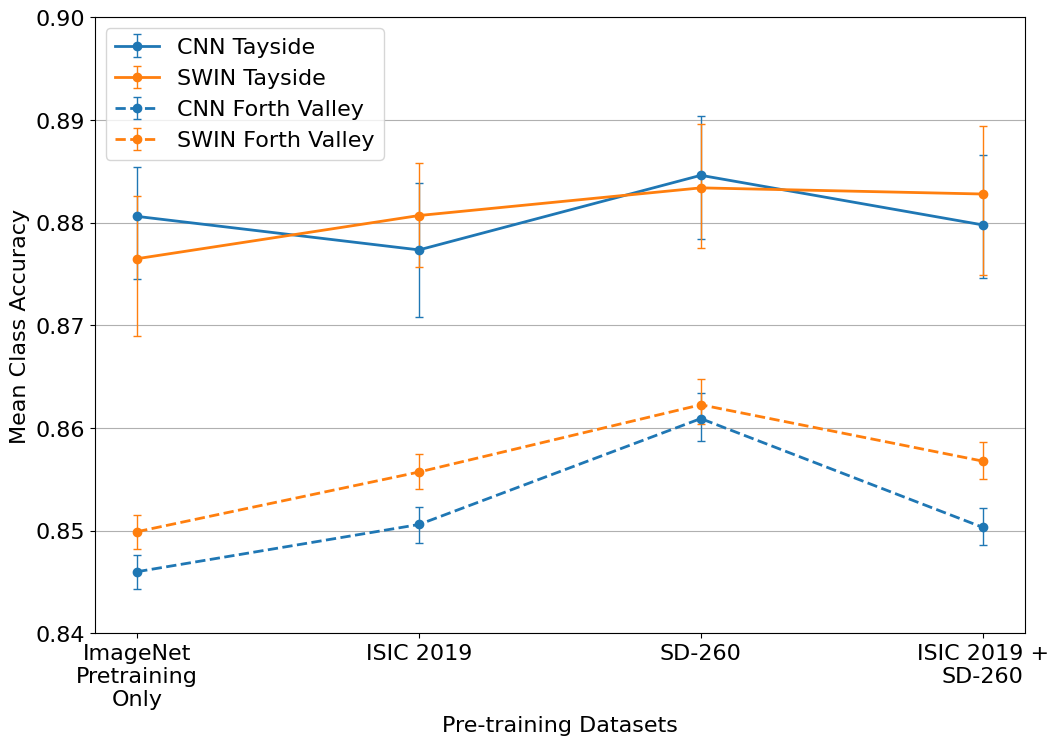 0.90
0.89
0.88
0.87
0.86
0.85
0.84
Mean Class Accuracy
CNN Tayside
SWIN Tayside
CNN Forth Valley
SWIN Forth Valley
ImageNet
Pretraining
Only
ISIC 2019
SD-260
ISIC 2019 +
SD-260
Pre-training Datasets